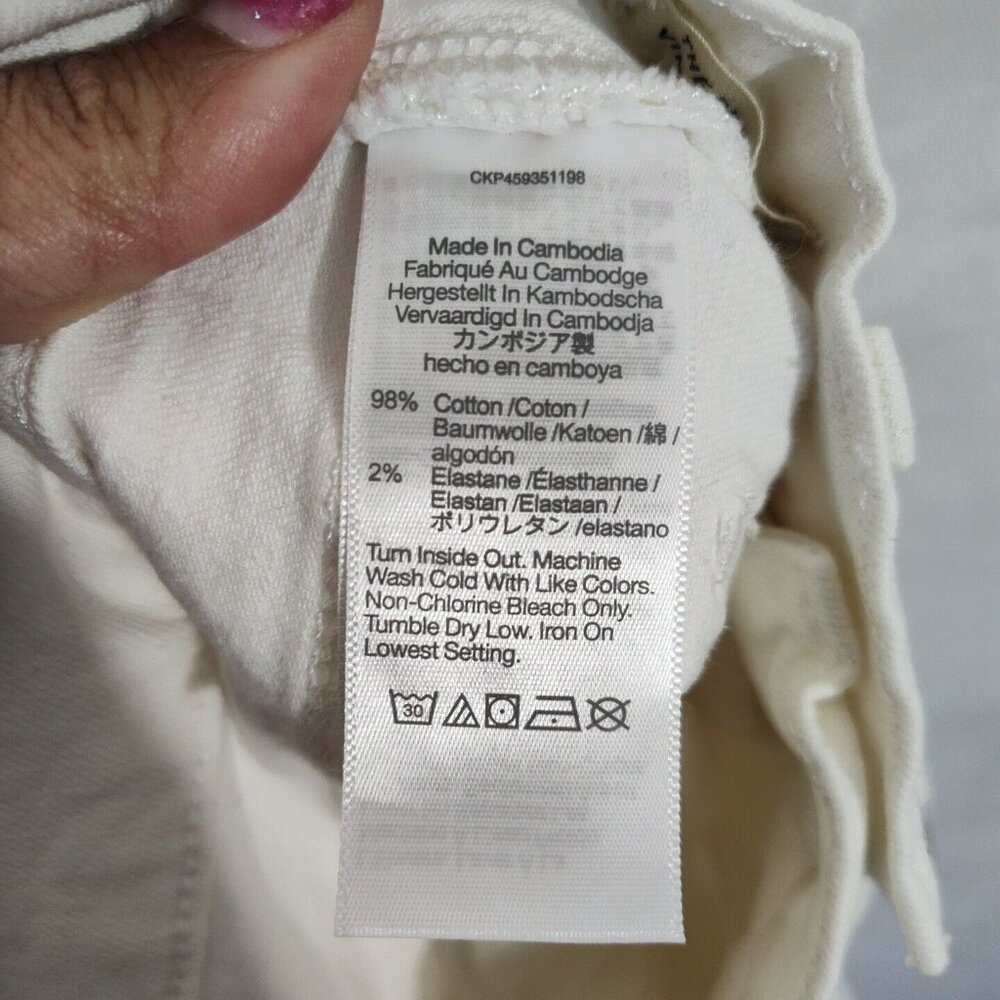 THE
VIN
CKP459351198
Made In Cambodia
Fabriqué Au Cambodge
Hergestellt In Kambodscha
Vervaardigd In Cambodja
カンボジア製
hecho en camboya
98% Cotton /Coton /
Baumwolle /Katoen /綿 /
algodón
2% Elastane /Élasthanne /
Elastan /Elastaan /
ポリウレタン /elastano
Turn Inside Out. Machine
Wash Cold With Like Colors.
Non-Chlorine Bleach Only.
Tumble Dry Low. Iron On
Lowest Setting.
30